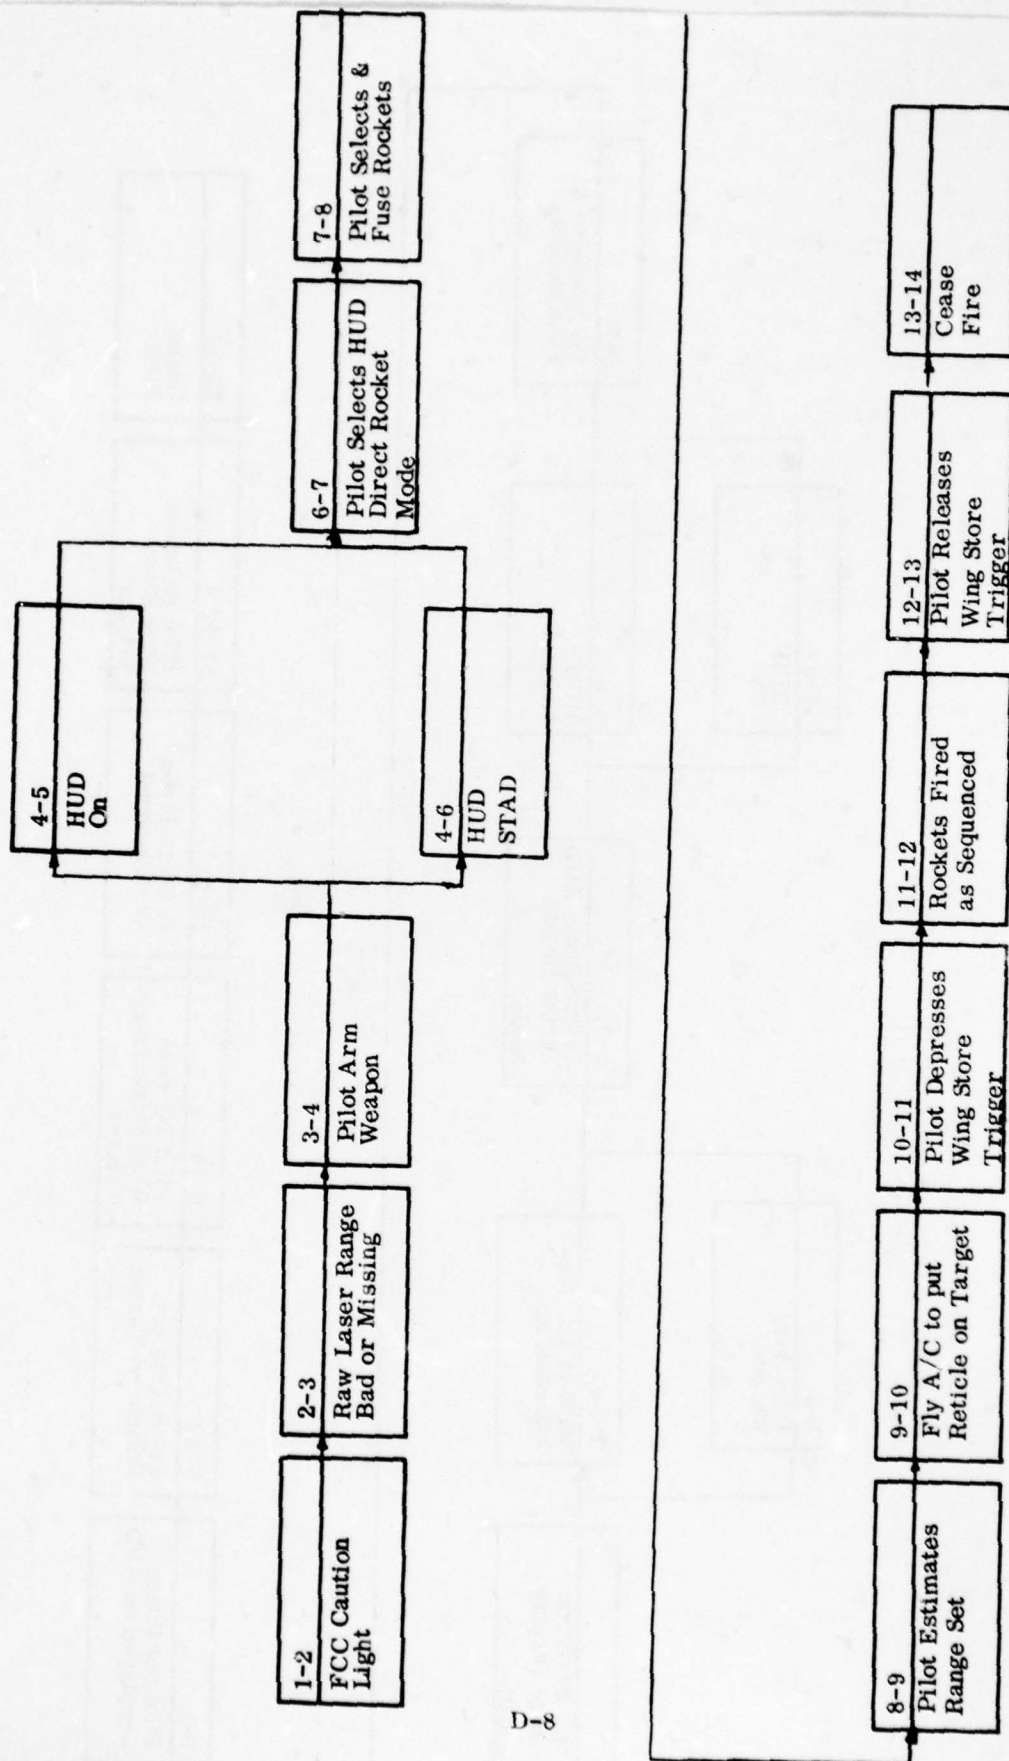 1-2
FCC Caution
Light
2-3
Raw Laser Range
Bad or Missing
3-4
Pilot Arm
Weapon
4-5
HUD
On
4-6
HUD
STAD
6-7
Pilot Selects HUD
Direct Rocket
Mode
7-8
Pilot Selects &
Fuse Rockets
8-9
Pilot Estimates
Range Set
9-10
Fly A/C to put
Reticle on Target
10-11
Pilot Depresses
Wing Store
Trigger
11-12
Rockets Fired
as Sequenced
12-13
Pilot Releases
Wing Store
Trigger
13-14
Cease
Fire
D-8